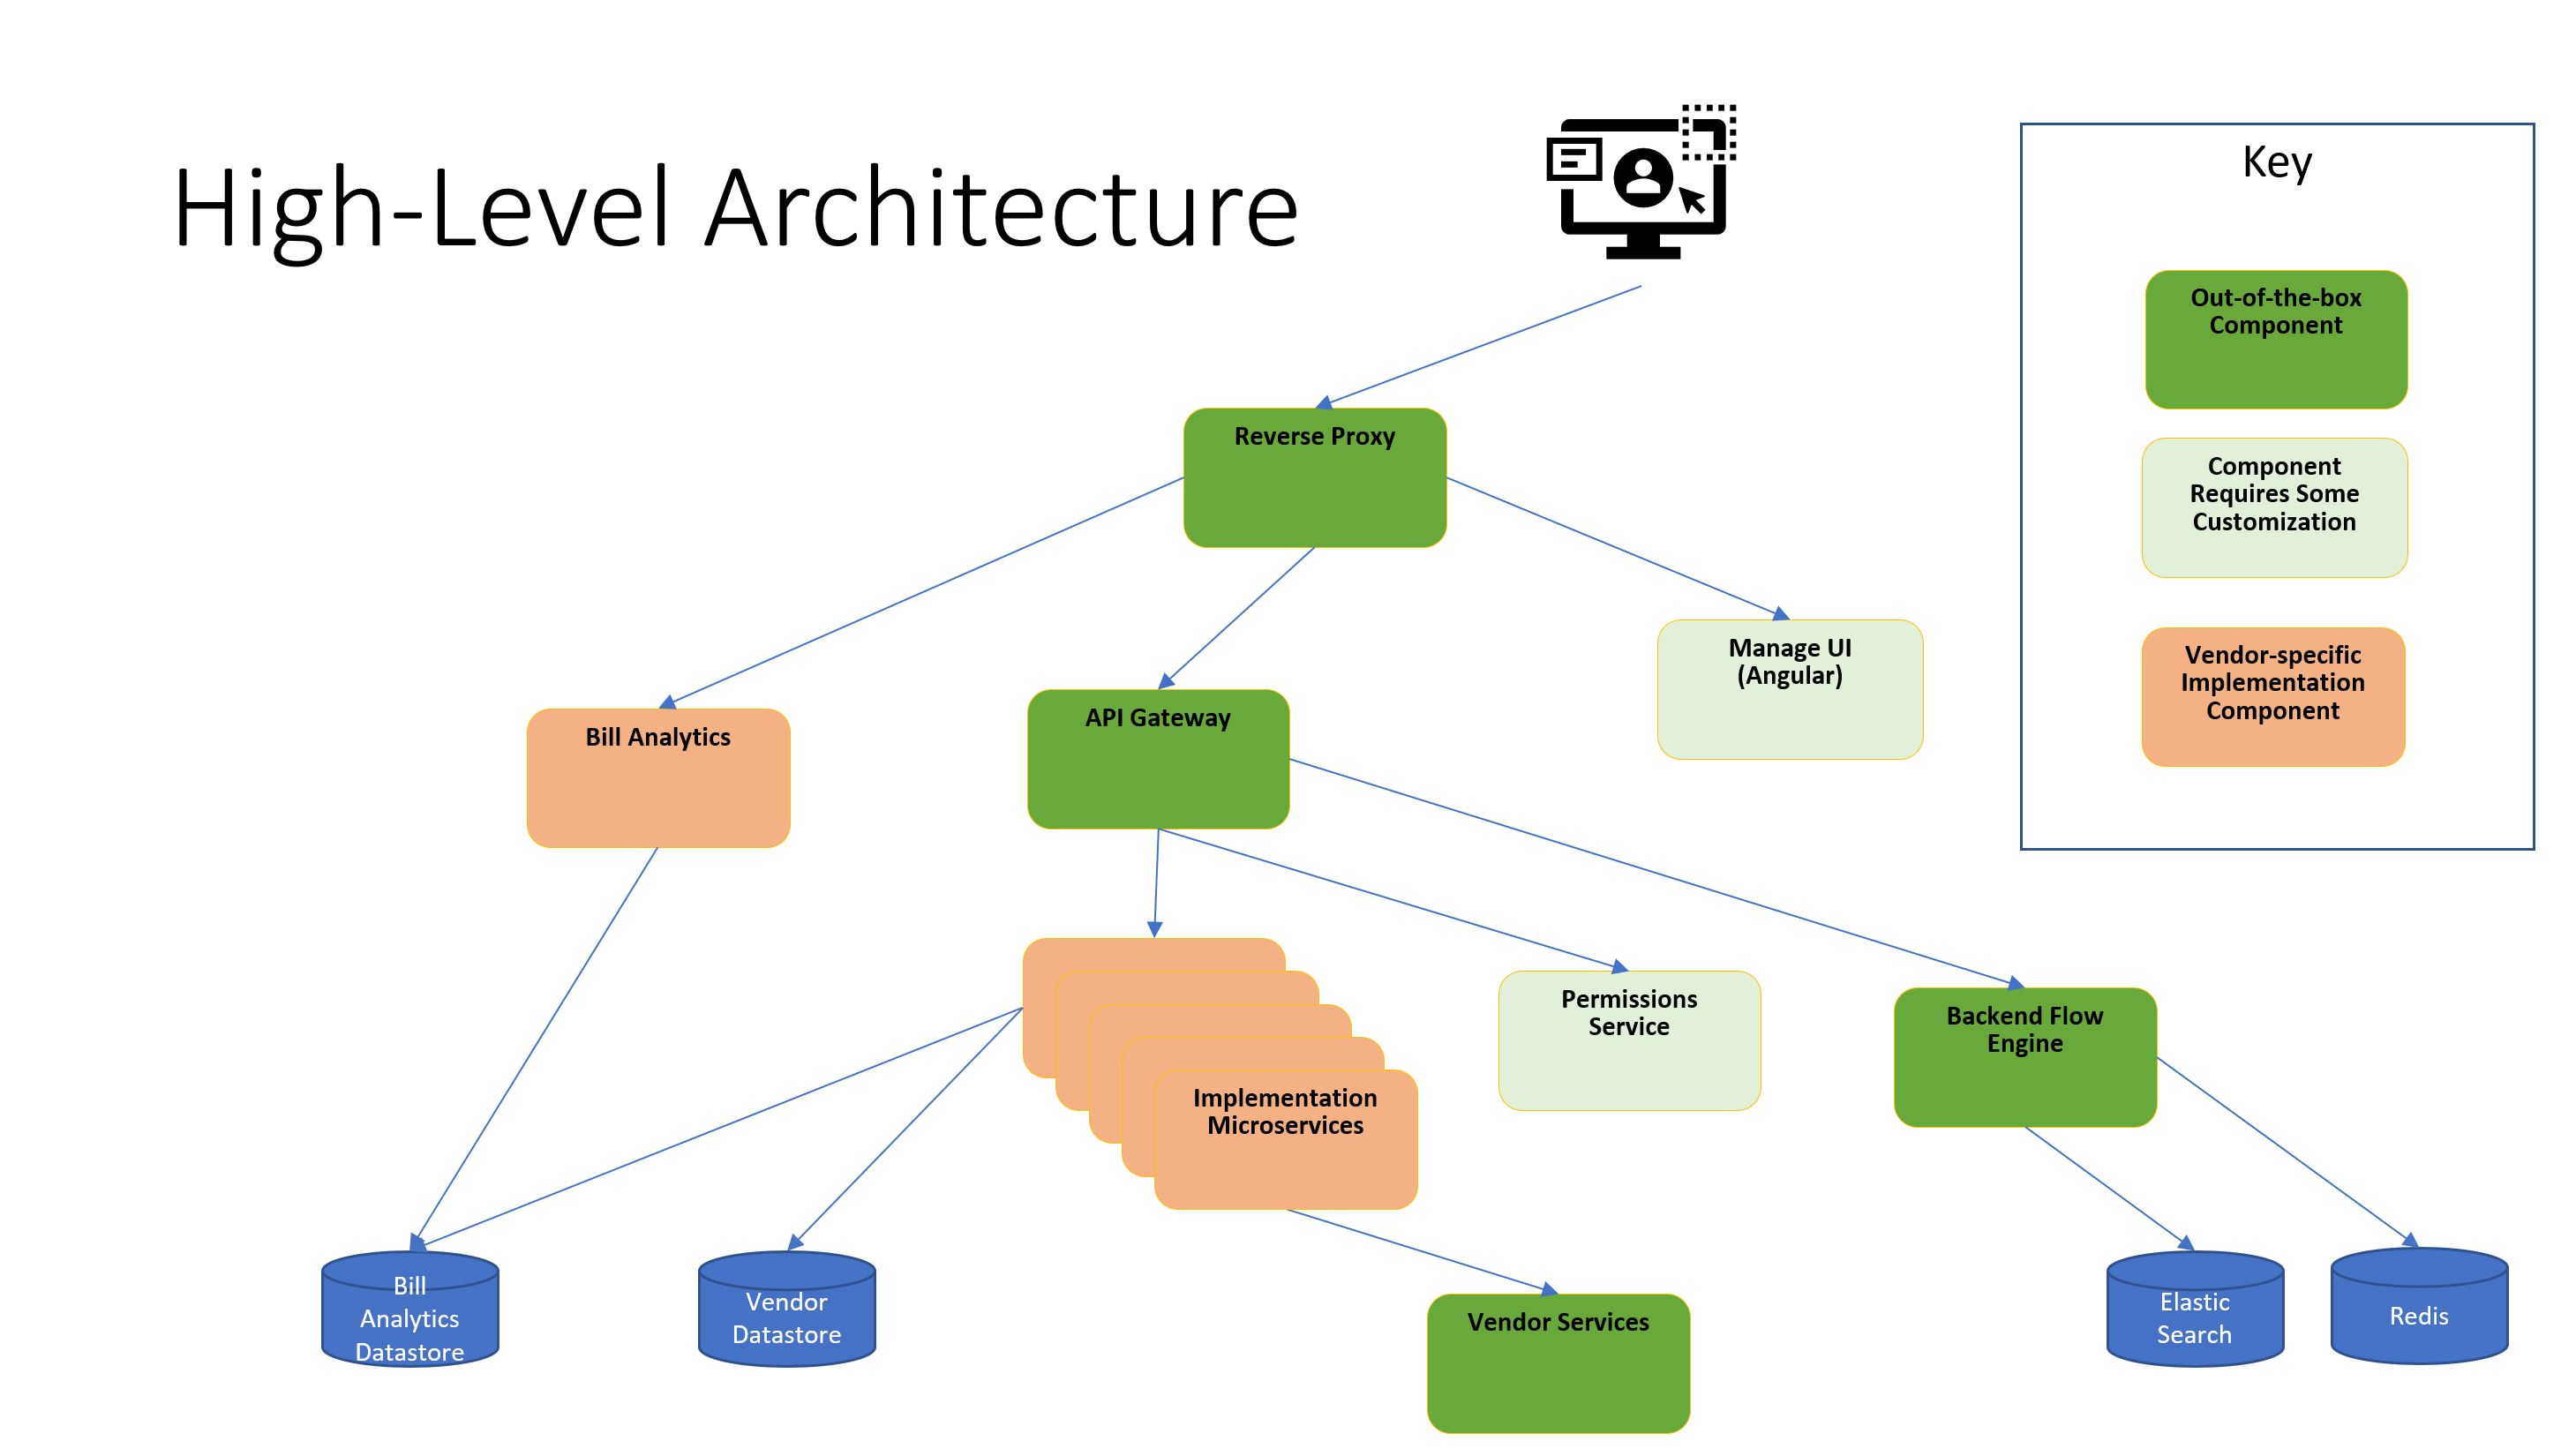 High-Level Architecture
Key
Out-of-the-box
Component
Component
Requires Some
Customization
Vendor-specific
Implementation
Component
Reverse Proxy
Manage UI
(Angular)
Bill Analytics
API Gateway
Permissions
Service
Backend Flow
Engine
Implementation
Microservices
Bill
Analytics
Datastore
Vendor
Datastore
Vendor Services
Elastic
Search
Redis